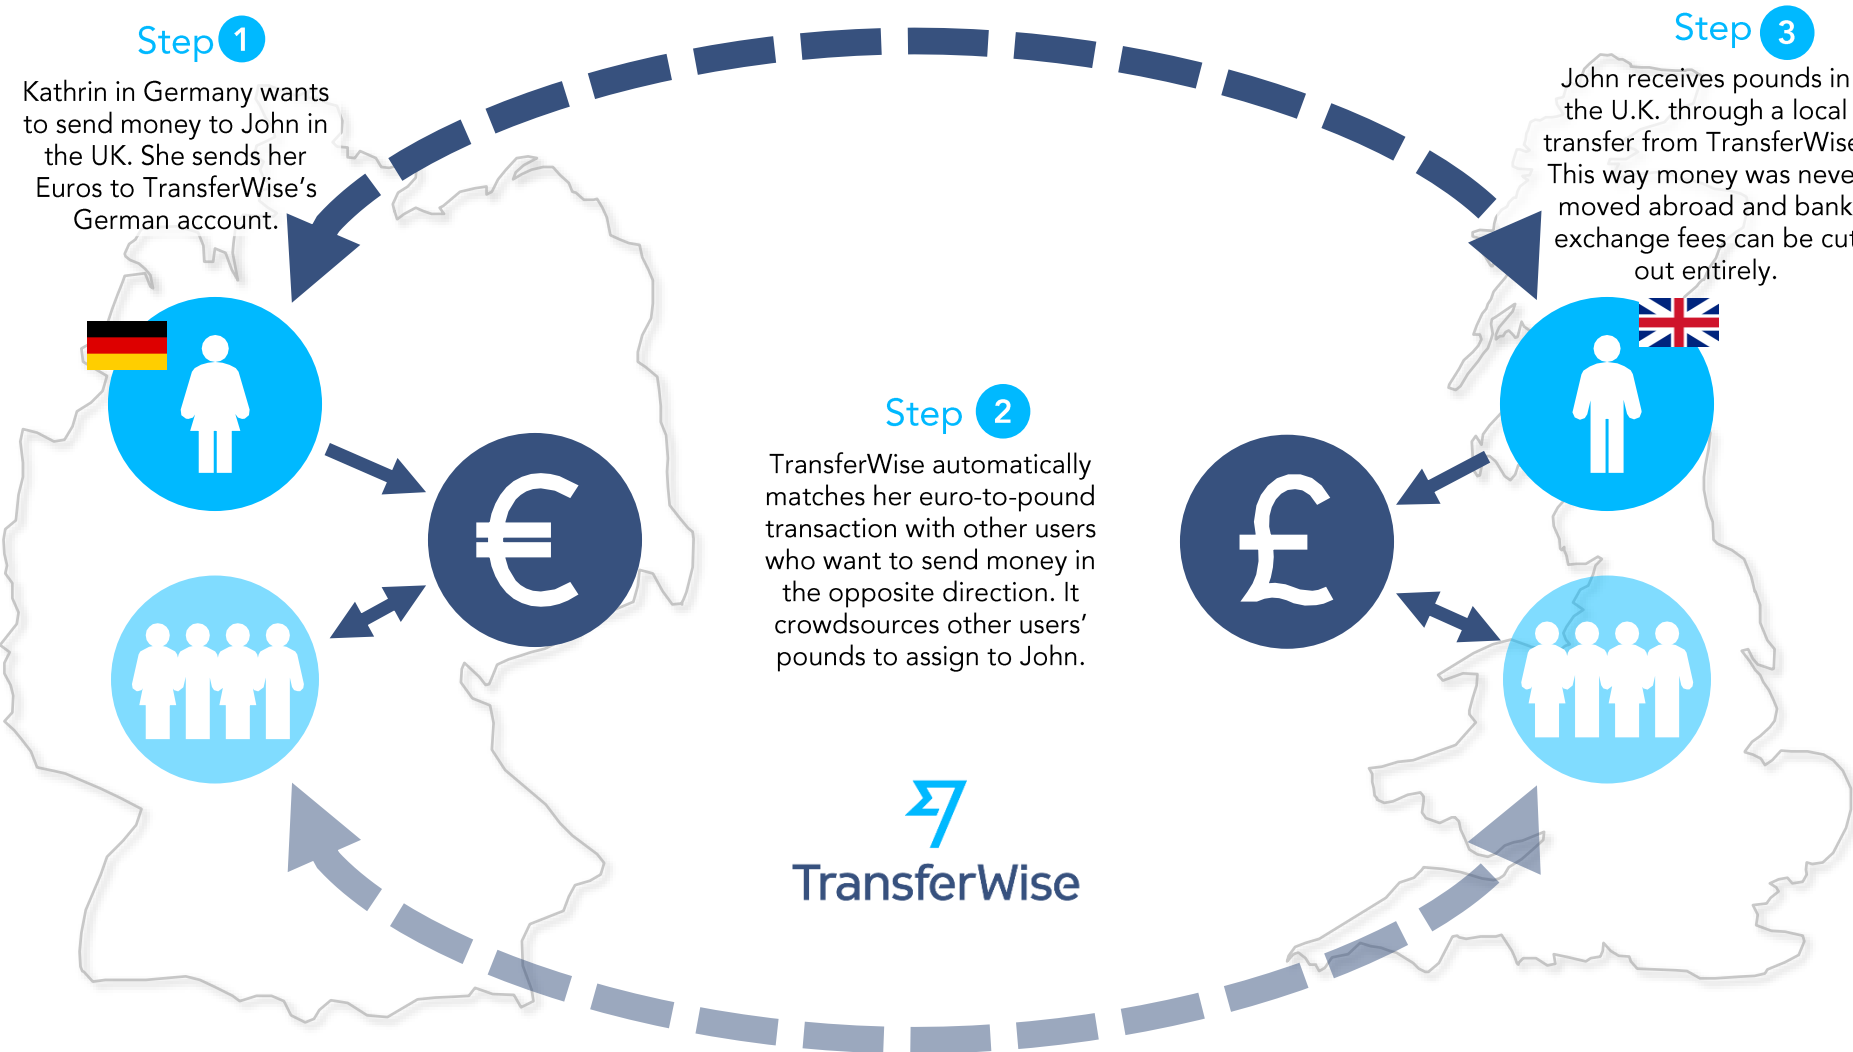 Step 1
Kathrin in Germany wants
to send money to John in
the UK. She sends her
Euros to TransferWise’s
German account.
Step 2
TransferWise automatically
matches her euro-to-pound
transaction with other users
who want to send money in
the opposite direction. It
crowdsources other users’
pounds to assign to John.
Step 3
John receives pounds in
the U.K. through a local
transfer from TransferWise
This way money was neve
moved abroad and bank
exchange fees can be cut
out entirely.
€
£
TransferWise